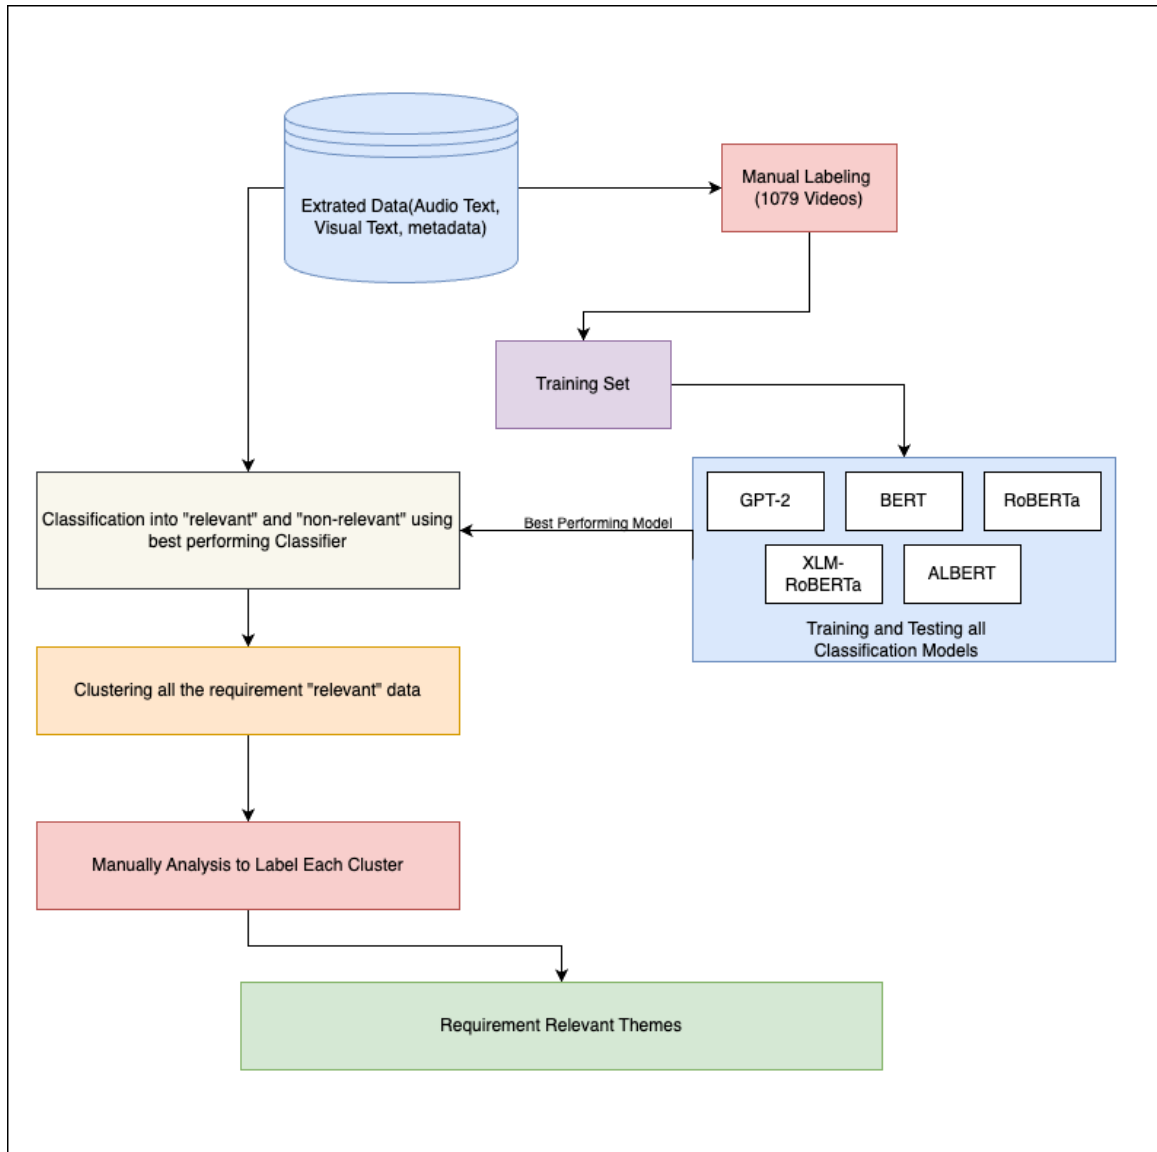 Extrated Data(Audio Text,
Visual Text, metadata)
Manual Labeling
(1079 Videos)
Training Set
GPT-2
BERT
RoBERTa
XLM-
RoBERTa
ALBERT
Training and Testing all
Classification Models
Best Performing Model
Classification into "relevant" and "non-relevant" using
best performing Classifier
Clustering all the requirement "relevant" data
Manually Analysis to Label Each Cluster
Requirement Relevant Themes